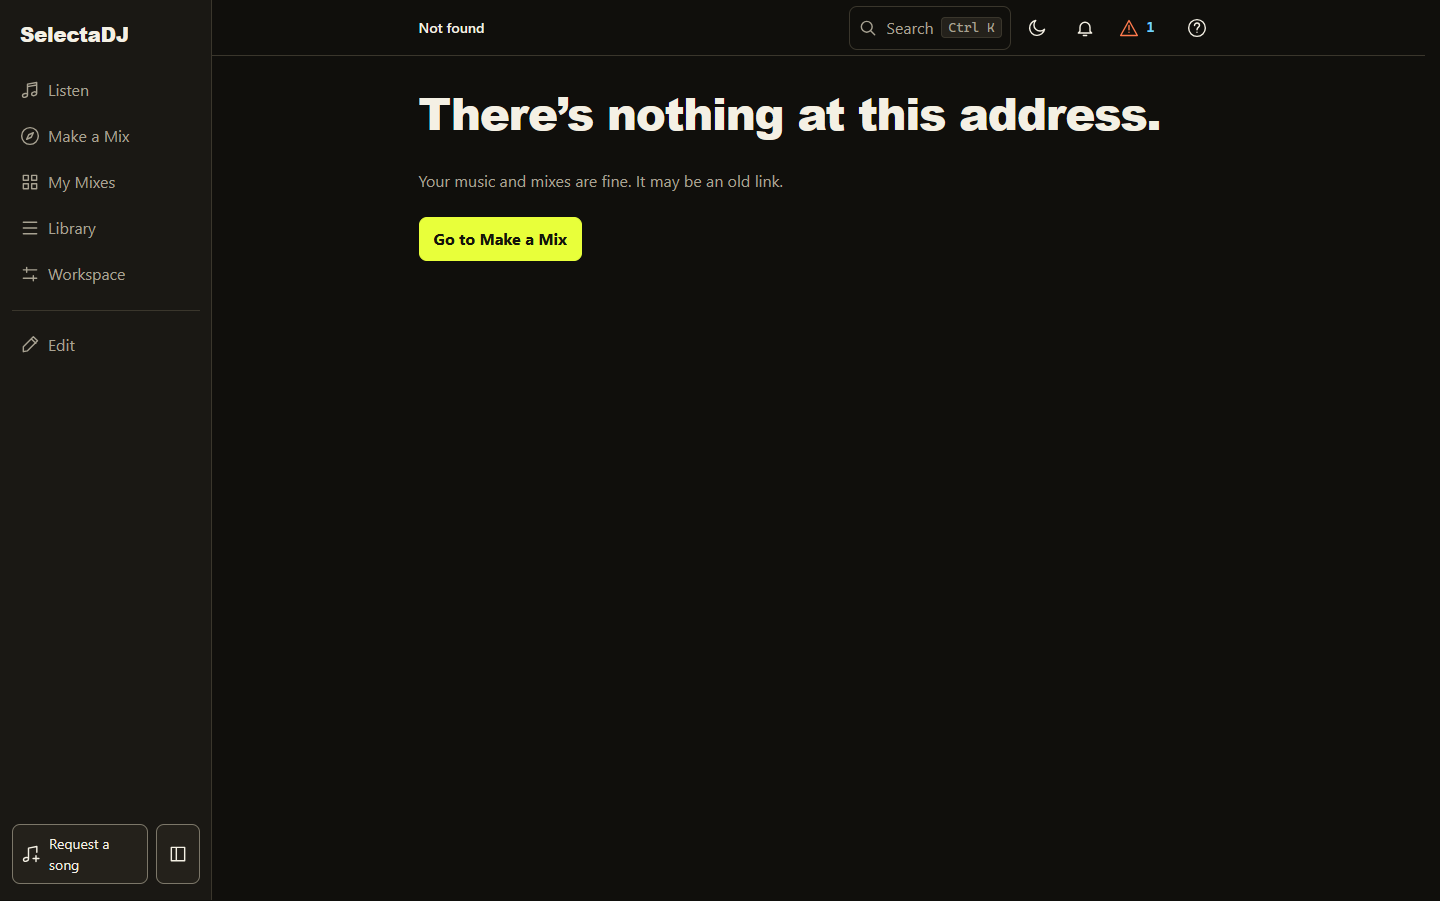 SelectaDJ
Listen
Make a Mix
My Mixes
Library
Workspace
Edit
Request a
song
Not found
Search Ctrl K
1
There’s nothing at this address.
Your music and mixes are fine. It may be an old link.
Go to Make a Mix